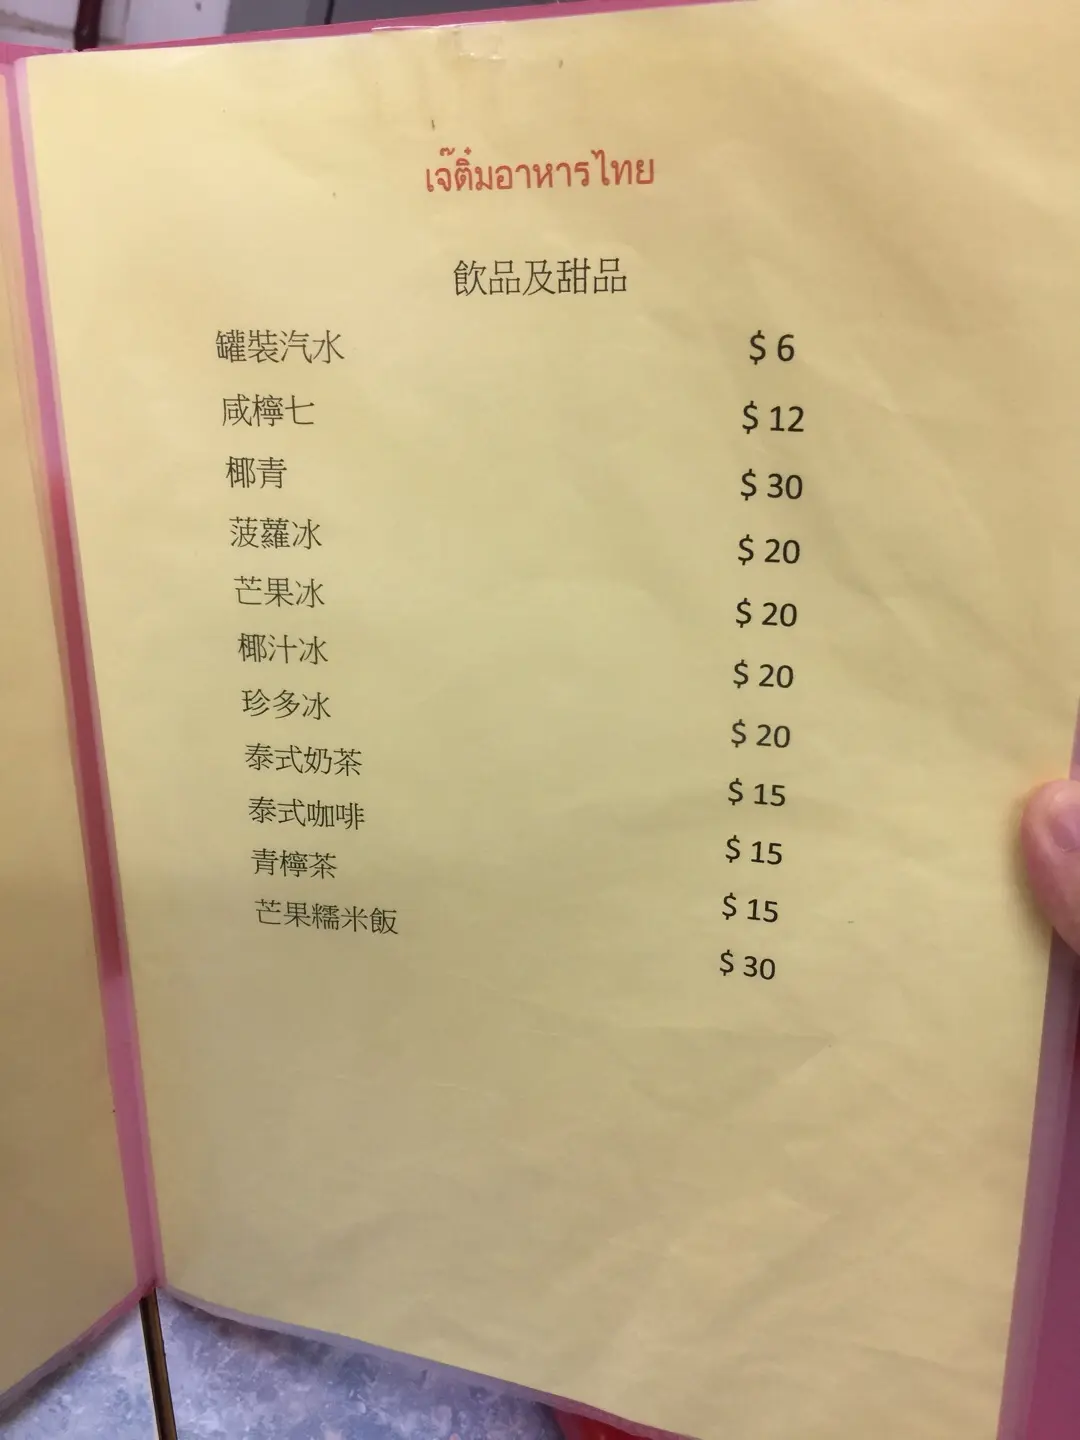 เจ๊ติ๋มอาหารไทย
飲品及甜品
罐裝汽水 $ 6
咸檸七 $ 12
椰青 $ 30
菠蘿冰 $ 20
芒果冰 $ 20
椰汁冰 $ 20
珍多冰 $ 20
泰式奶茶 $ 15
泰式咖啡 $ 15
青檸茶 $ 15
芒果糯米飯 $ 30